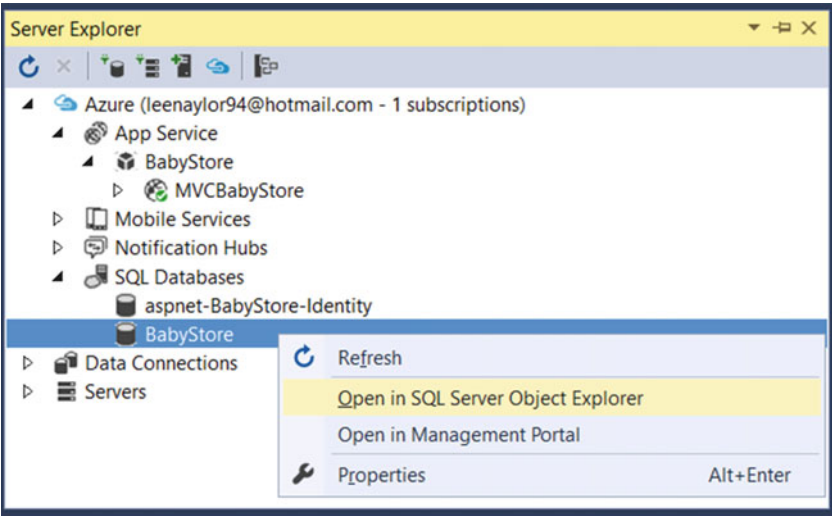 Server Explorer
Azure (leenaylor94@hotmail.com - 1 subscriptions)
App Service
BabyStore
MVCBabyStore
Mobile Services
Notification Hubs
SQL Databases
aspnet-BabyStore-Identity
BabyStore
Data Connections
Servers
Refresh
Open in SQL Server Object Explorer
Open in Management Portal
Properties Alt+Enter